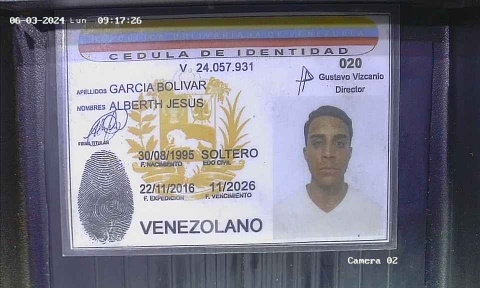 06-03-2024 Lun 09:17:26
CEDULA DE IDENTIDAD
V 24.057.931
020
Gustavo Vizcanio
Director
APELLIDOS GARCIA BOLIVAR
NOMBRES ALBERTH JESUS
FIRMA TITULAR
30/08/1995 SOLTERO
F. NACIMIENTO EDO CIVIL
22/11/2016 11/2026
F. EXPEDICION F. VENCIMIENTO
VENEZOLANO
Camera 02